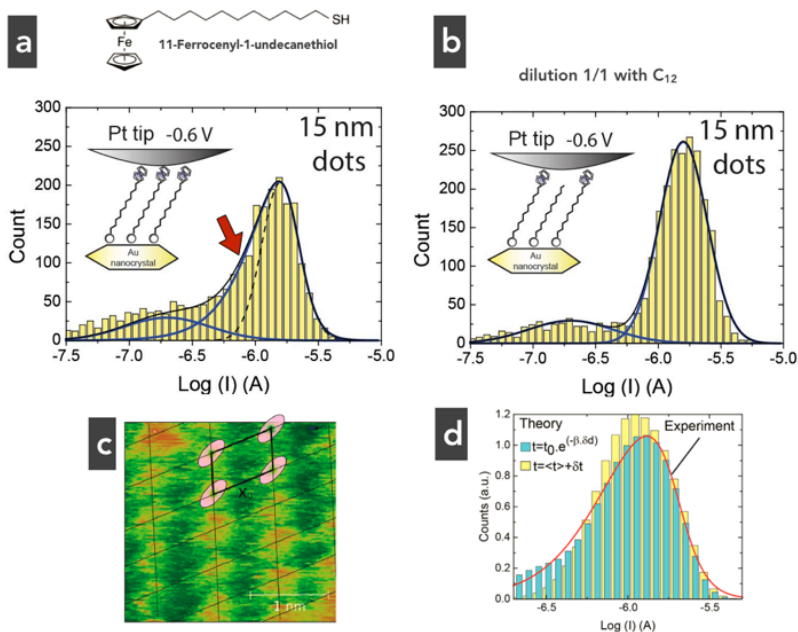 a
Fe
SH
11-Ferrocenyl-1-undecanethiol
300
250
200
150
100
50
0
Count
Pt tip -0.6 V
15 nm
dots
Au
nanocrystal
-7.5 -7.0 -6.5 -6.0 -5.5 -5.0
Log (I) (A)
b
dilution 1/1 with C12
300
250
200
150
100
50
0
Count
Pt tip -0.6 V
15 nm
dots
Au
nanocrystal
-7.5 -7.0 -6.5 -6.0 -5.5 -5.0
Log (I) (A)
c
1 nm
d
1.2
1.0
0.8
0.6
0.4
0.2
0.0
Counts (a.u.)
Theory
t=t0.e(-β.δd)
t=<t>+δt
Experiment
-6.5 -6.0 -5.5
Log (I) (A)